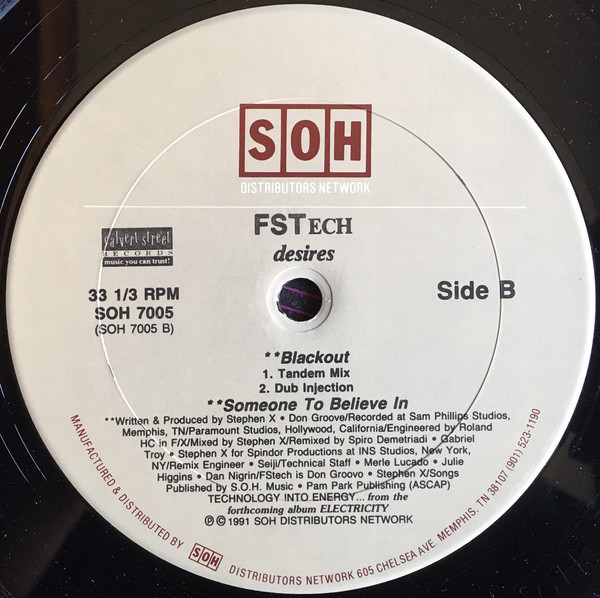 SOH
DISTRIBUTORS NETWORK
FSTECH
desires
calvert street
RECORDS
music you can trust!
33 1/3 RPM
SOH 7005
(SOH 7005 B)
Side B
**Blackout
1. Tandem Mix
2. Dub Injection
**Someone To Believe In
**Written & Produced by Stephen X • Don Groove/Recorded at Sam Phillips Studios,
Memphis, TN/Paramount Studios, Hollywood, California/Engineered by Roland
HC in F/X/Mixed by Stephen X/Remixed by Spiro Demetriadi • Gabriel
Troy • Stephen X for Spindor Productions at INS Studios, New York,
NY/Remix Engineer • Seiji/Technical Staff • Merle Lucado • Julie
Higgins • Dan Nigrin/FStech is Don Groovo • Stephen X/Songs
Published by S.O.H. Music • Pam Park Publishing (ASCAP)
TECHNOLOGY INTO ENERGY... from the
forthcoming album ELECTRICITY
℗ © 1991 SOH DISTRIBUTORS NETWORK
MANUFACTURED & DISTRIBUTED BY SOH DISTRIBUTORS NETWORK 605 CHELSEA AVE. MEMPHIS, TN 38107 (901) 523-1190